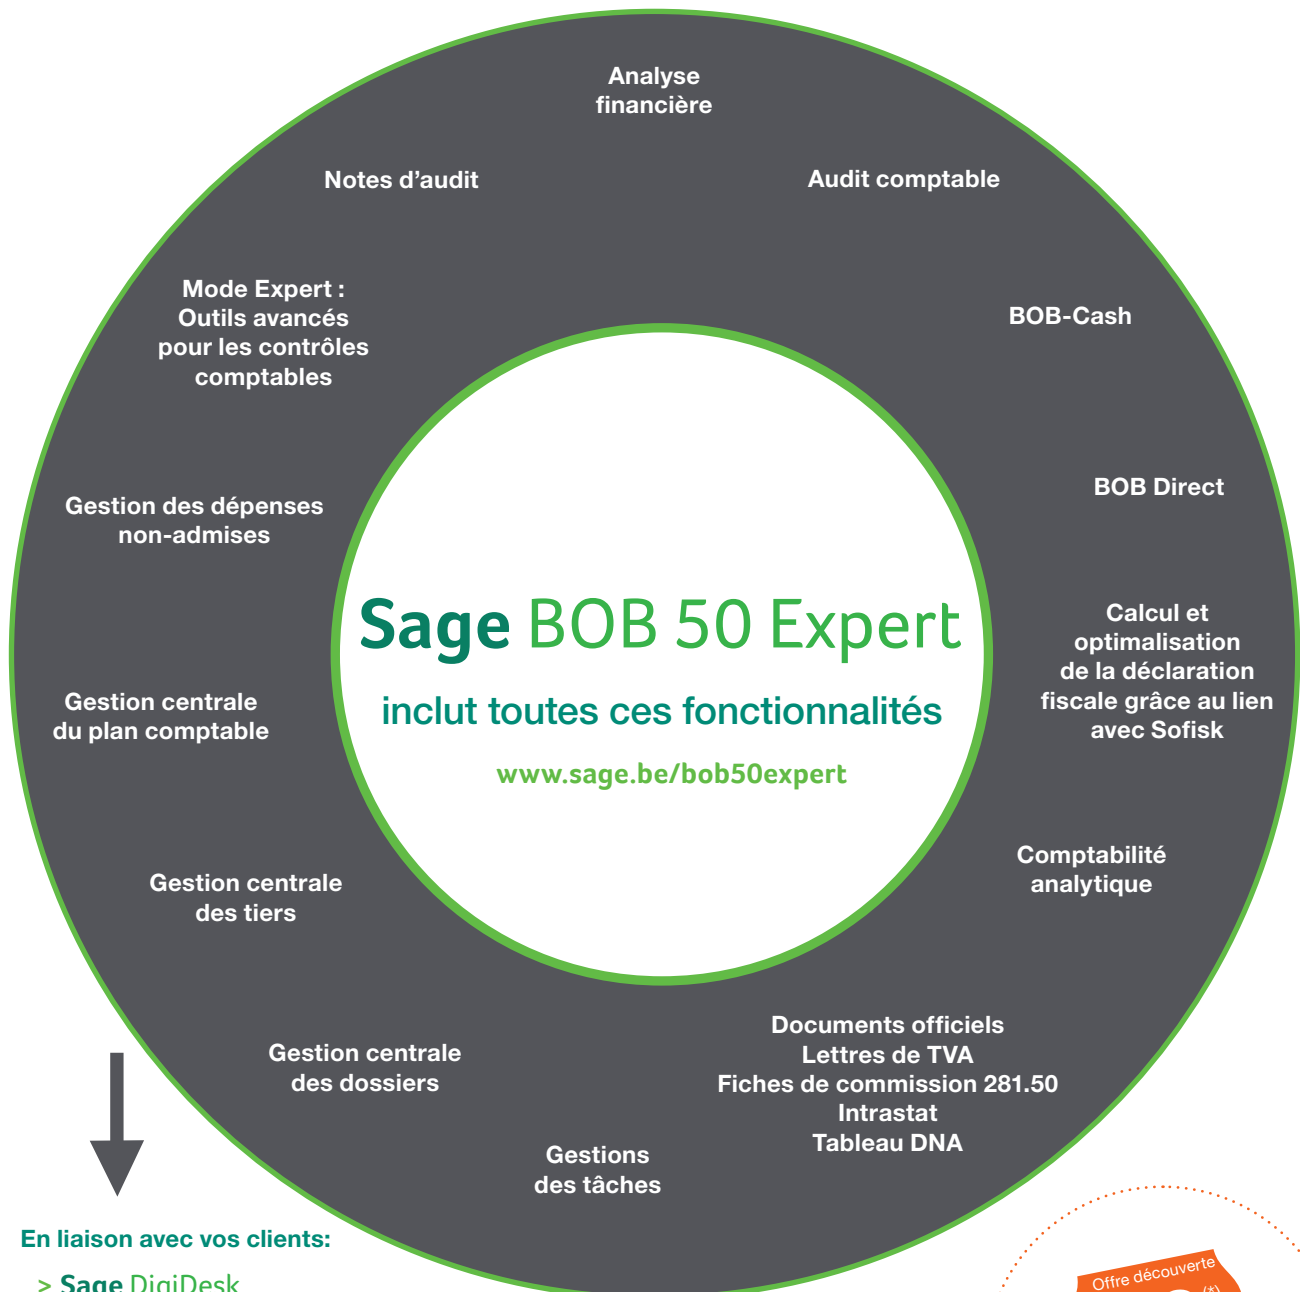 Analyse
financière
Notes d'audit
Audit comptable
Mode Expert :
Outils avancés
pour les contrôles
comptables
BOB-Cash
Gestion des dépenses
non-admises
BOB Direct
Sage BOB 50 Expert
inclut toutes ces fonctionnalités
www.sage.be/bob50expert
Calcul et
optimalisation
de la déclaration
fiscale grâce au lien
avec Sofisk
Gestion centrale
du plan comptable
Comptabilité
analytique
Gestion centrale
des tiers
Documents officiels
Lettres de TVA
Fiches de commission 281.50
Intrastat
Tableau DNA
Gestion centrale
des dossiers
Gestions
des tâches
En liaison avec vos clients:
> Sage DigiDesk
Offre découverte
(*)